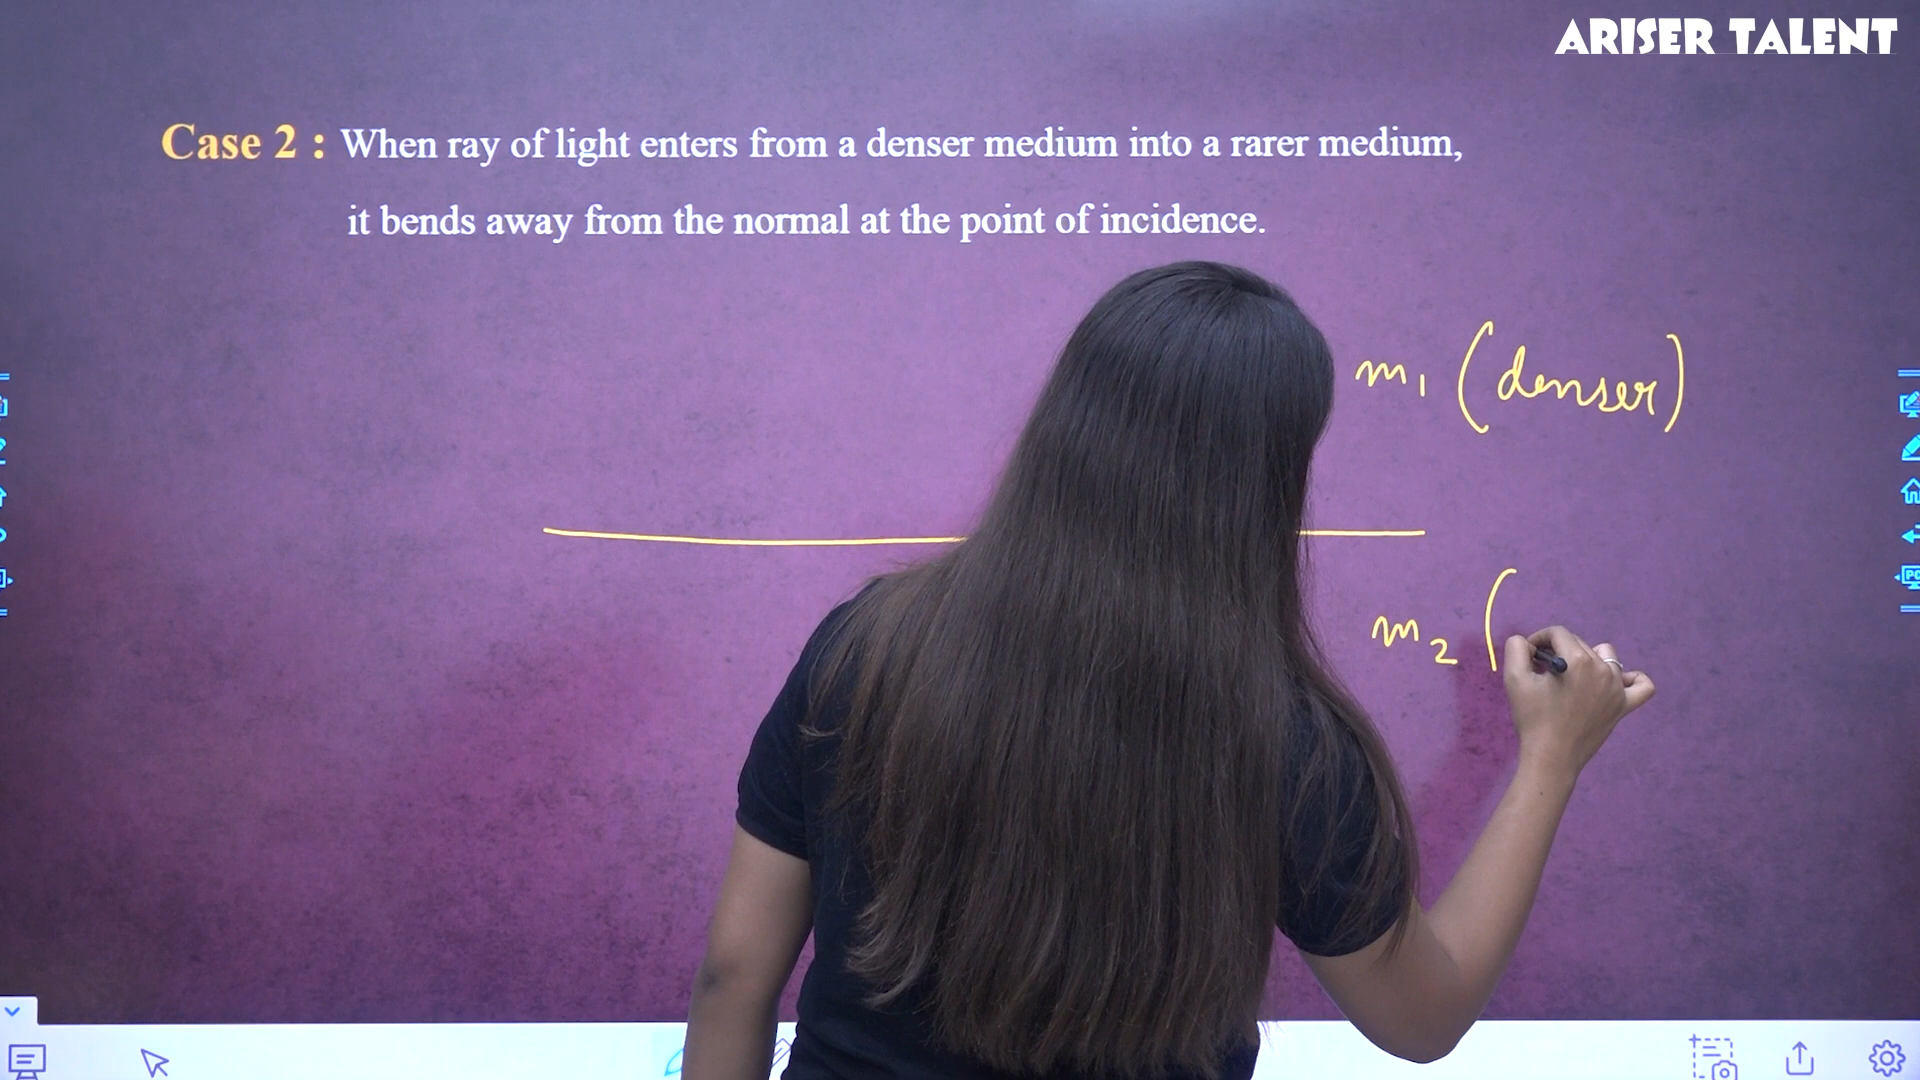 ARISER TALENT
Case 2 : When ray of light enters from a denser medium into a rarer medium,
it bends away from the normal at the point of incidence.
m1 (denser)
m2 (